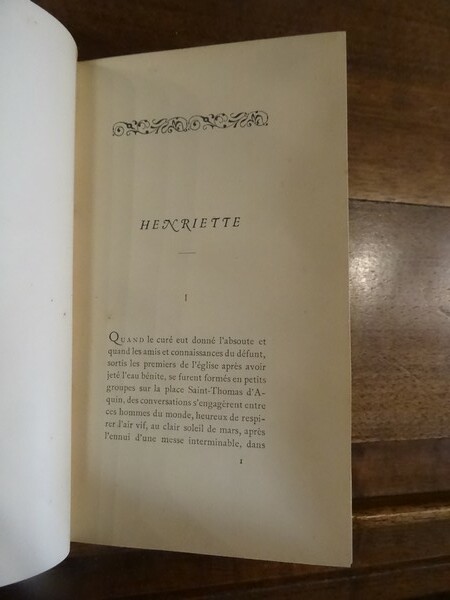 HENRIETTE
I
QUAND le curé eut donné l'absoute et
quand les amis et connaissances du défunt,
sortis les premiers de l'église après avoir
jeté l'eau bénite, se furent formés en petits
groupes sur la place Saint-Thomas d'A-
quin, des conversations s'engagèrent entre
ces hommes du monde, heureux de respi-
rer l'air vif, au clair soleil de mars, après
l'ennui d'une messe interminable, dans
1